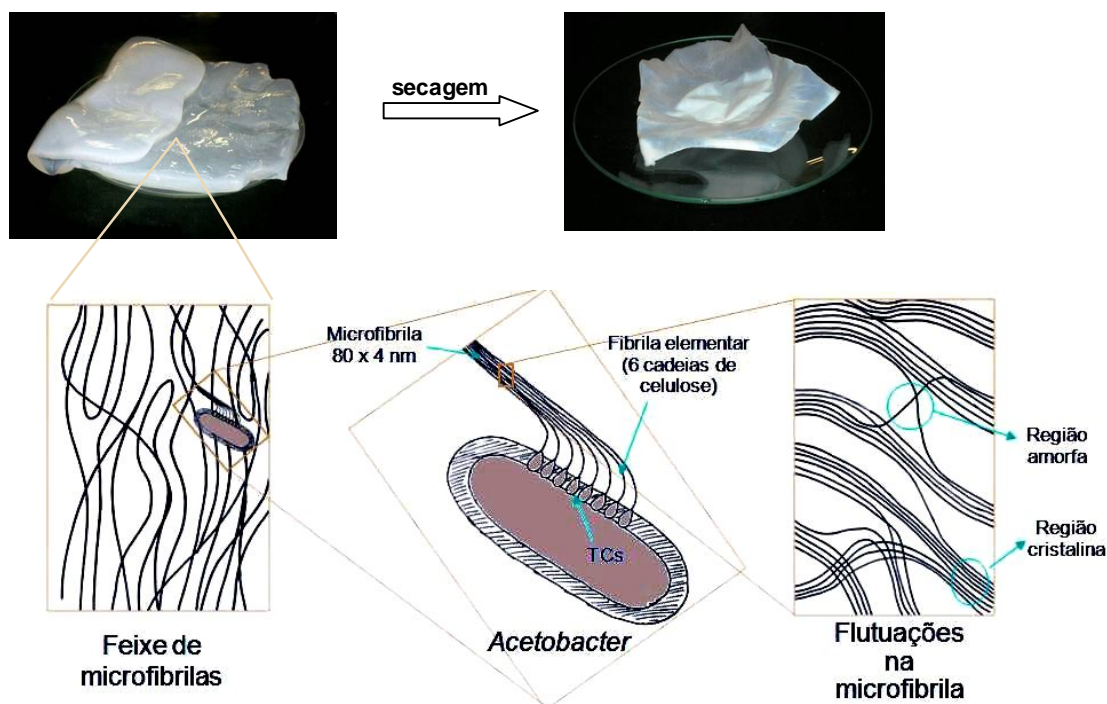 secagem
Microfibrila
80 x 4 nm
Fibrila elementar
(6 cadeias de
celulose)
TCs
Região
amorfa
Região
cristalina
Feixe de
microfibrilas
Acetobacter
Flutuações
na
microfibrila